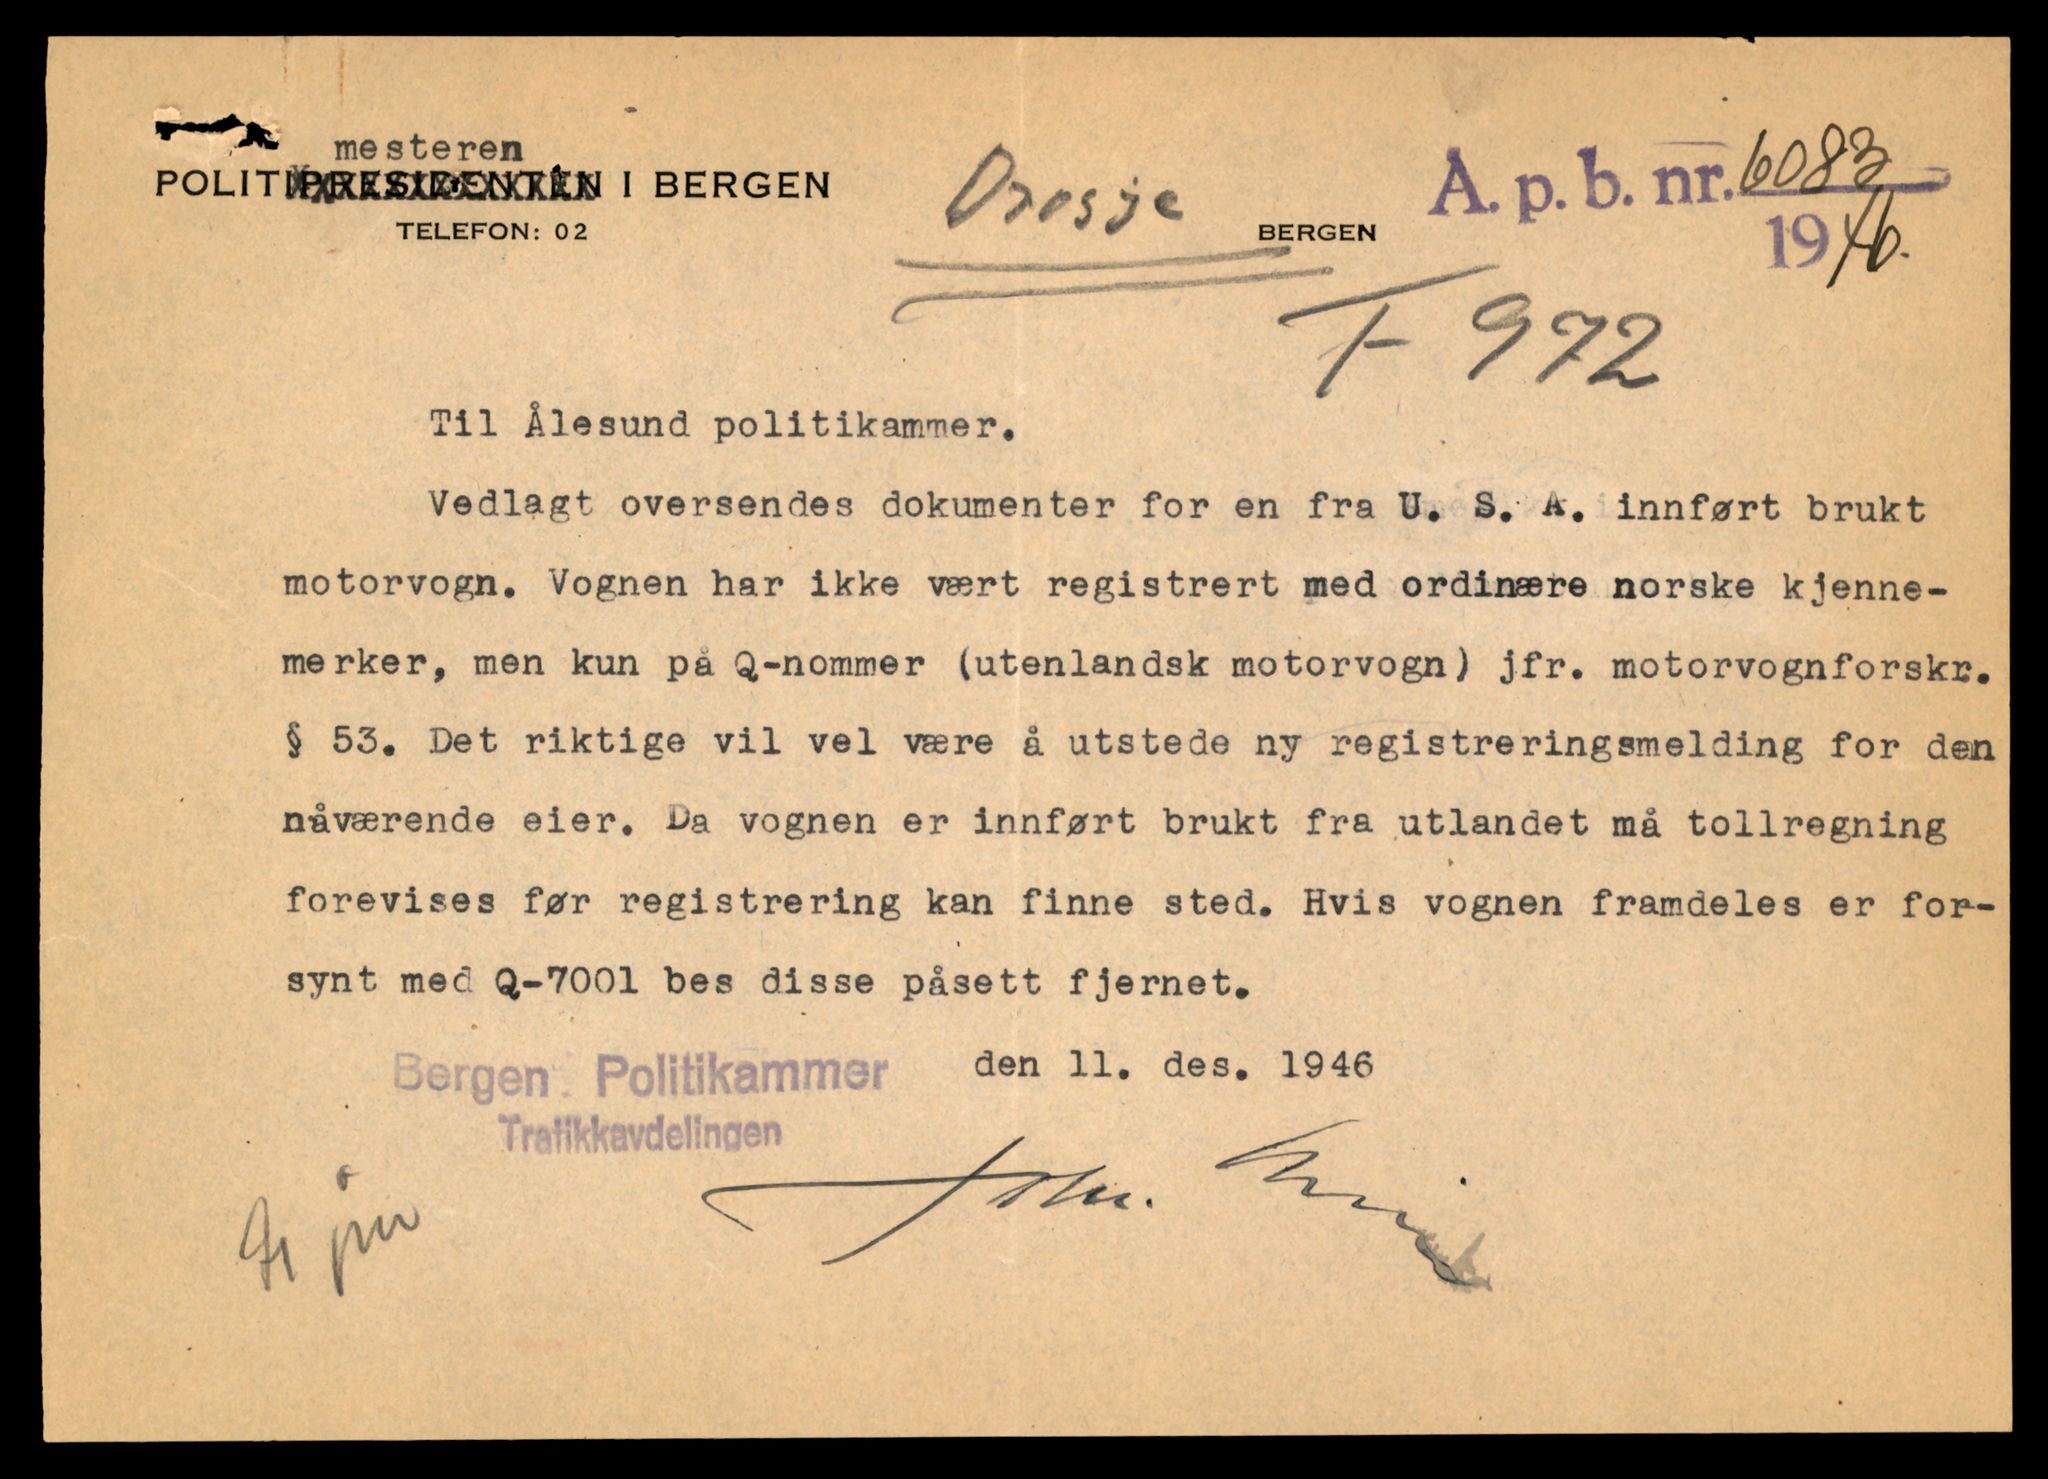 mesteren
POLITIPRESIDENTEN I BERGEN
TELEFON: 02
Drosje
BERGEN
A. p. b. nr. 6083
1946.
T-972
Til Ålesund politikammer.
Vedlagt oversendes dokumenter for en fra U. S. A. innført brukt
motorvogn. Vognen har ikke vært registrert med ordinære norske kjenne-
merker, men kun på Q-nommer (utenlandsk motorvogn) jfr. motorvognforskr.
§ 53. Det riktige vil vel være å utstede ny registreringsmelding for den
nåværende eier. Da vognen er innført brukt fra utlandet må tollregning
forevises før registrering kan finne sted. Hvis vognen framdeles er for-
synt med Q-7001 bes disse påsett fjernet.
den 11. des. 1946
Bergen Politikammer
Trafikkavdelingen